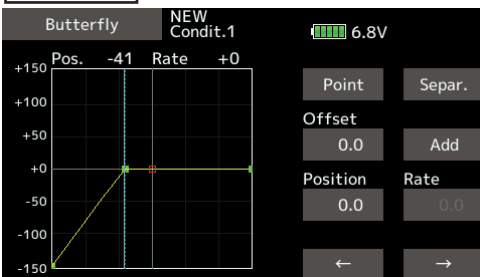 Butterfly
NEW
Condit.1
6.8V
Pos. -41 Rate +0
+150
+100
+50
+0
-50
-100
-150
Point
Separ.
Offset
0.0
Add
Position
Rate
0.0
0.0
←
→